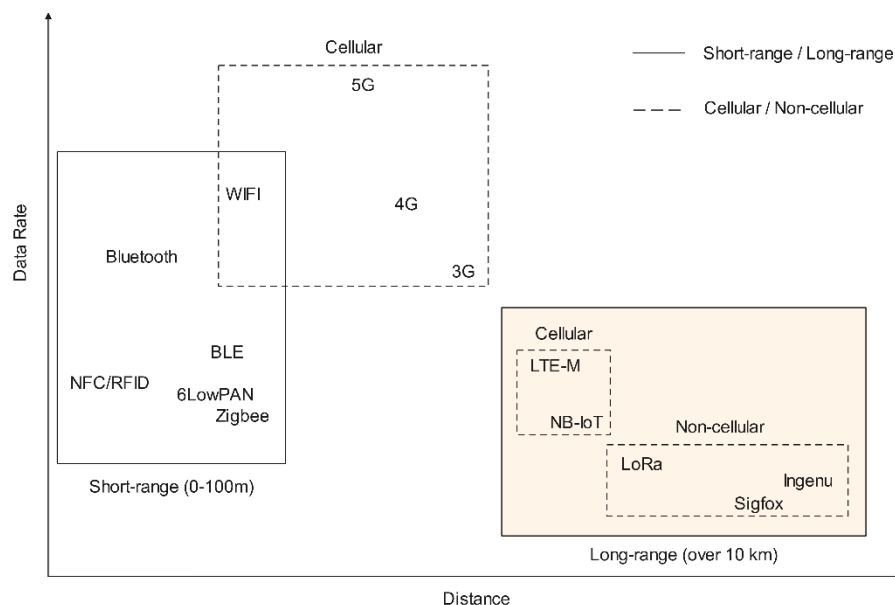 Cellular
5G
Short-range / Long-range
Cellular / Non-cellular
WIFI
4G
Bluetooth
3G
Data Rate
BLE
NFC/RFID
6LowPAN
Zigbee
Short-range (0-100m)
Cellular
LTE-M
NB-IoT
Non-cellular
LoRa
Ingenu
Sigfox
Long-range (over 10 km)
Distance